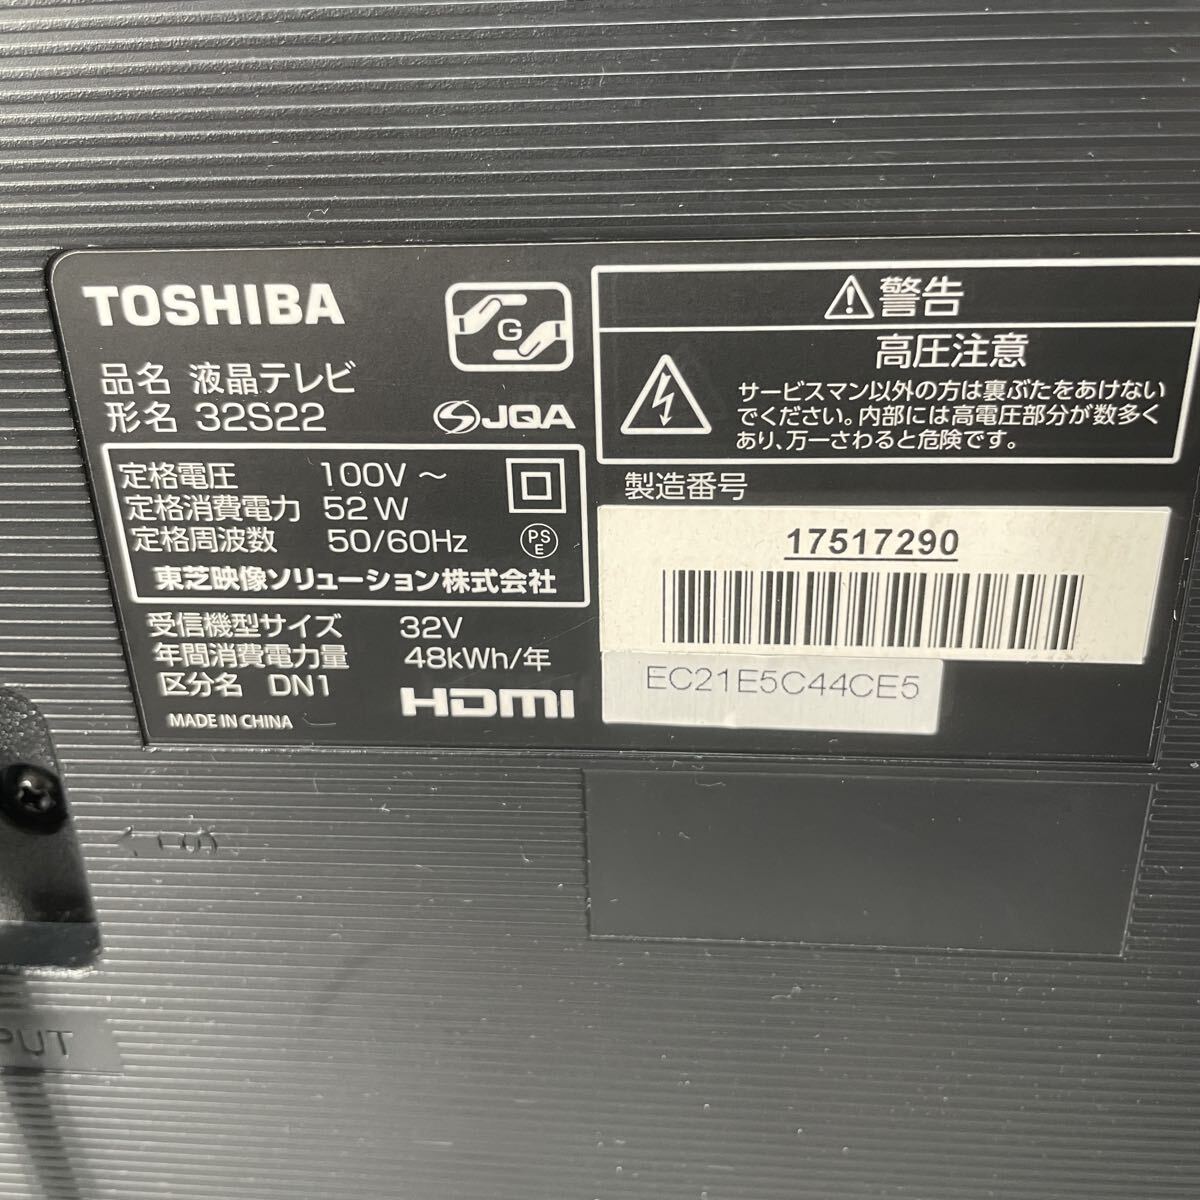 TOSHIBA
G
品名 液晶テレビ
形名 32S22
JQA
定格電圧 100V ～
定格消費電力 52W
定格周波数 50/60Hz
PS
E
東芝映像ソリューション株式会社
受信機型サイズ 32V
年間消費電力量 48kWh/年
区分名 DN1
HDMI
MADE IN CHINA
警告
高圧注意
サービスマン以外の方は裏ぶたをあけない
でください。内部には高電圧部分が数多く
あり、万一さわると危険です。
製造番号
17517290
EC21E5C44CE5
PUT